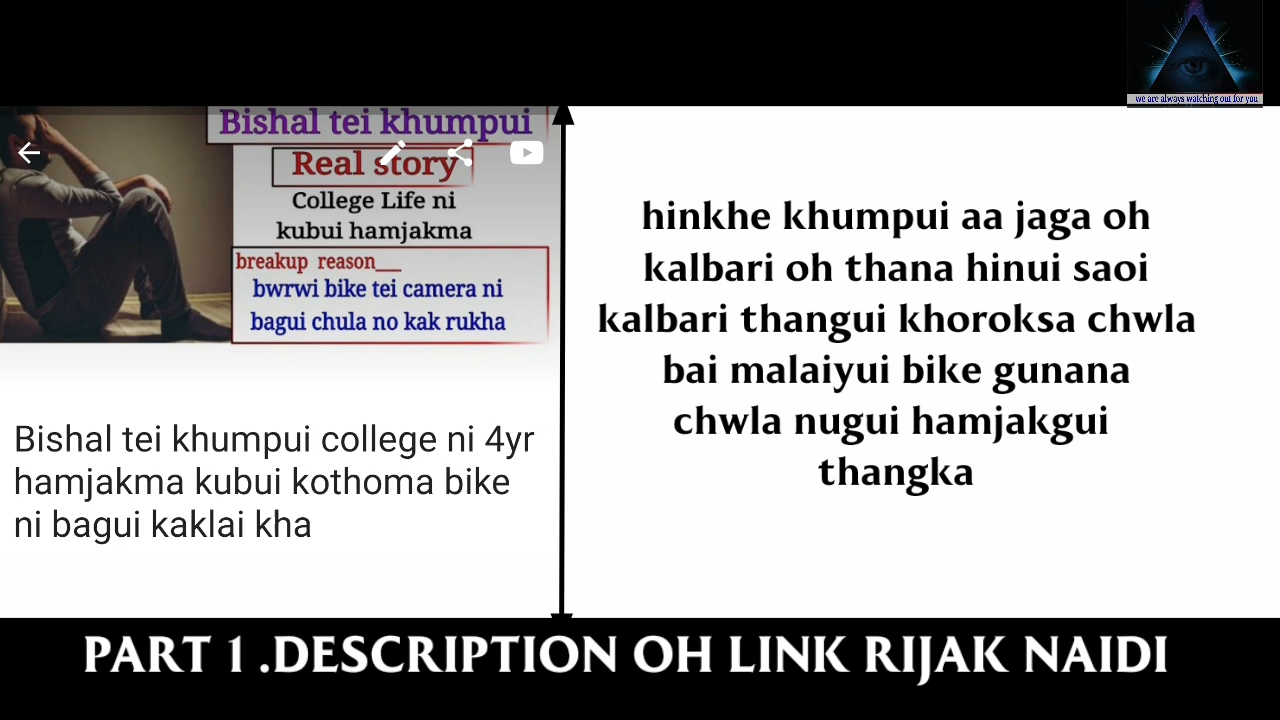 we are always watching out for you
Bishal tei khumpui
Real story
College Life ni
kubui hamjakma
breakup reason___
bwrwi bike tei camera ni
bagui chula no kak rukha
Bishal tei khumpui college ni 4yr
hamjakma kubui kothoma bike
ni bagui kaklai kha
hinkhe khumpui aa jaga oh
kalbari oh thana hinui saoi
kalbari thangui khoroksa chwla
bai malaiyui bike gunana
chwla nugui hamjakgui
thangka
PART 1 .DESCRIPTION OH LINK RIJAK NAIDI